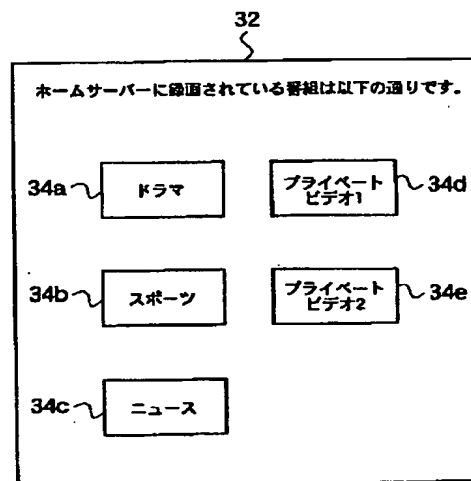 32
ホームサーバーに録画されている番組は以下の通りです。
34a
ドラマ
プライベート
ビデオ1
34d
34b
スポーツ
プライベート
ビデオ2
34e
34c
ニュース